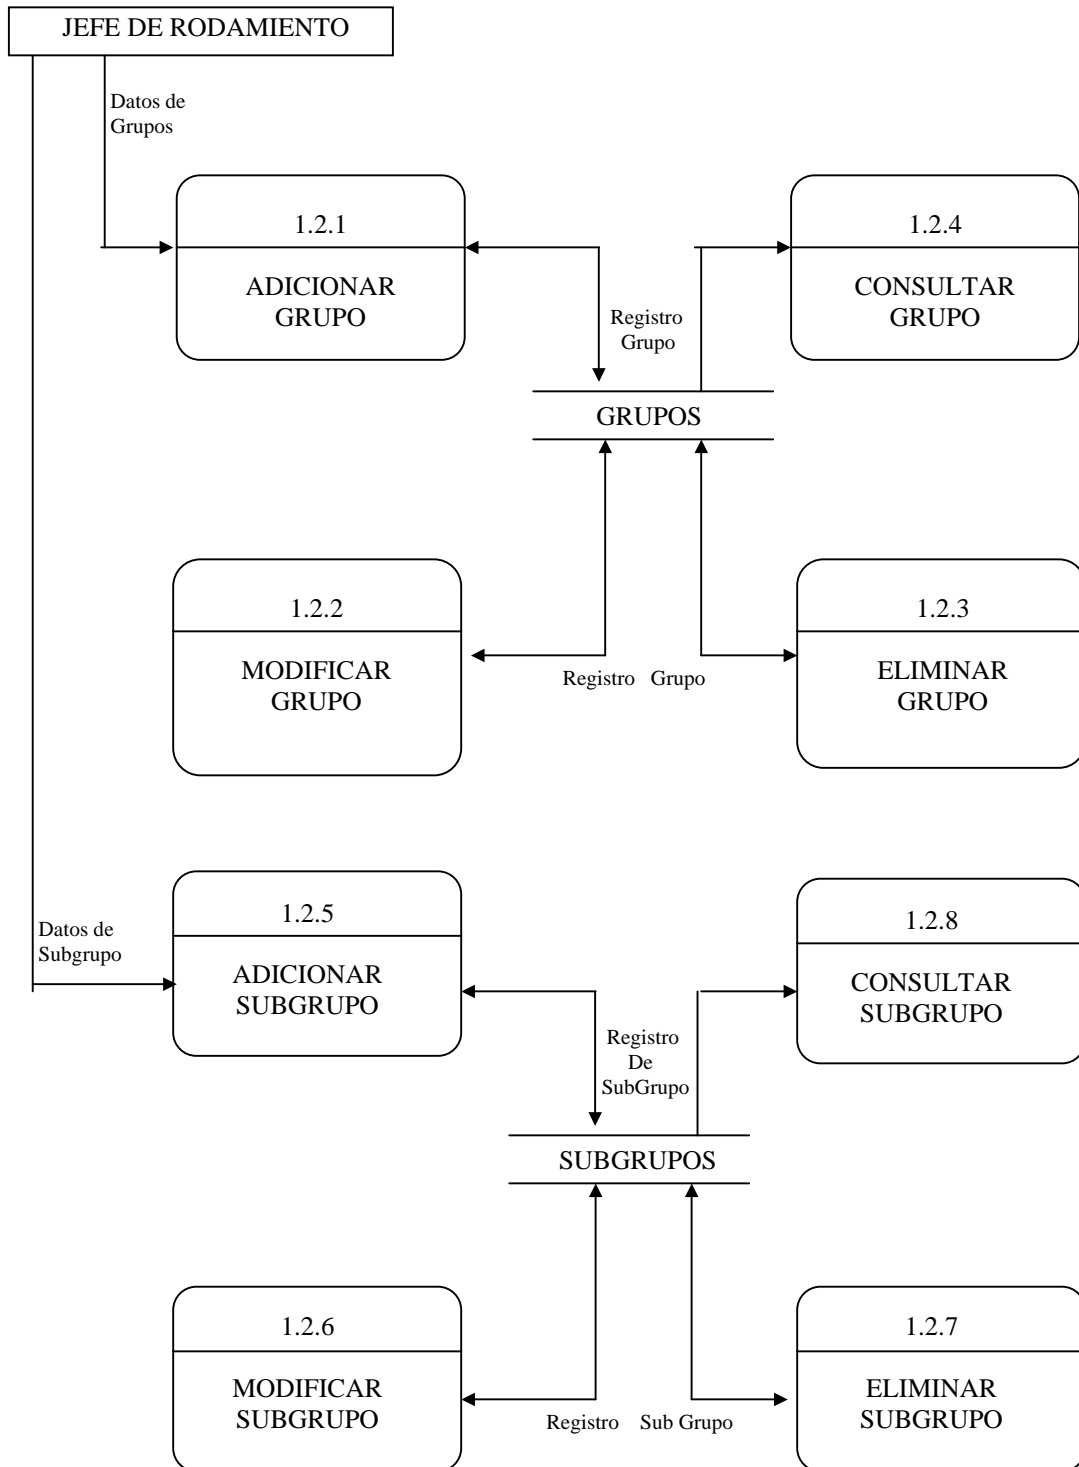 JEFE DE RODAMIENTO
Datos de
Grupos
1.2.1
ADICIONAR
GRUPO
1.2.4
CONSULTAR
GRUPO
Registro
Grupo
GRUPOS
1.2.2
MODIFICAR
GRUPO
1.2.3
ELIMINAR
GRUPO
Registro Grupo
Datos de
Subgrupo
1.2.5
ADICIONAR
SUBGRUPO
1.2.8
CONSULTAR
SUBGRUPO
Registro
De
SubGrupo
SUBGRUPOS
1.2.6
MODIFICAR
SUBGRUPO
1.2.7
ELIMINAR
SUBGRUPO
Registro Sub Grupo